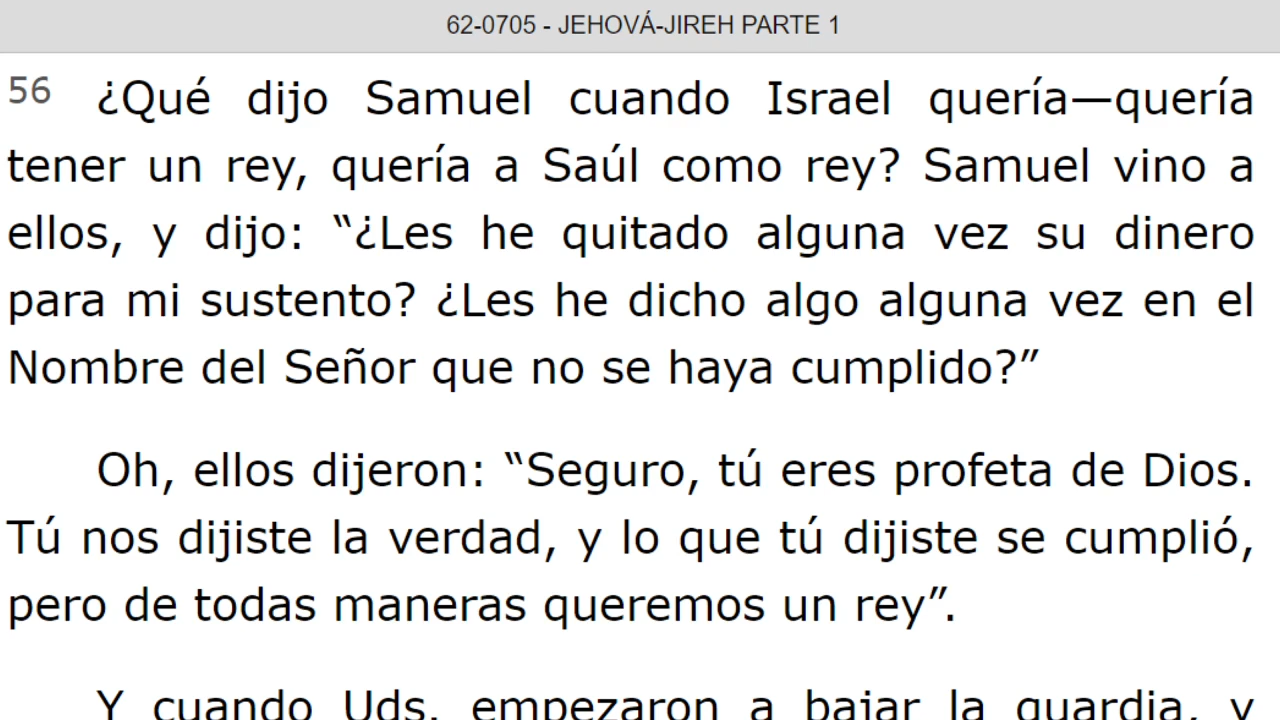 62-0705 - JEHOVÁ-JIREH PARTE 1
56 ¿Qué dijo Samuel cuando Israel quería—quería
tener un rey, quería a Saúl como rey? Samuel vino a
ellos, y dijo: “¿Les he quitado alguna vez su dinero
para mi sustento? ¿Les he dicho algo alguna vez en el
Nombre del Señor que no se haya cumplido?”
Oh, ellos dijeron: “Seguro, tú eres profeta de Dios.
Tú nos dijiste la verdad, y lo que tú dijiste se cumplió,
pero de todas maneras queremos un rey”.
Y cuando Uds. empezaron a bajar la guardia, y